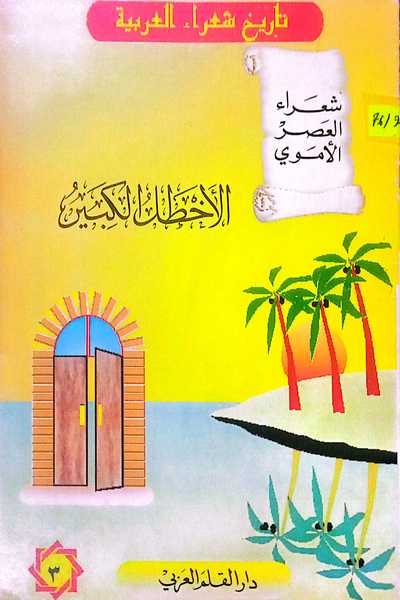 تاريخ شعراء العربية
شعراء
العصر
الأموي
الأخطل الكبير
دار القلم العربي
٣